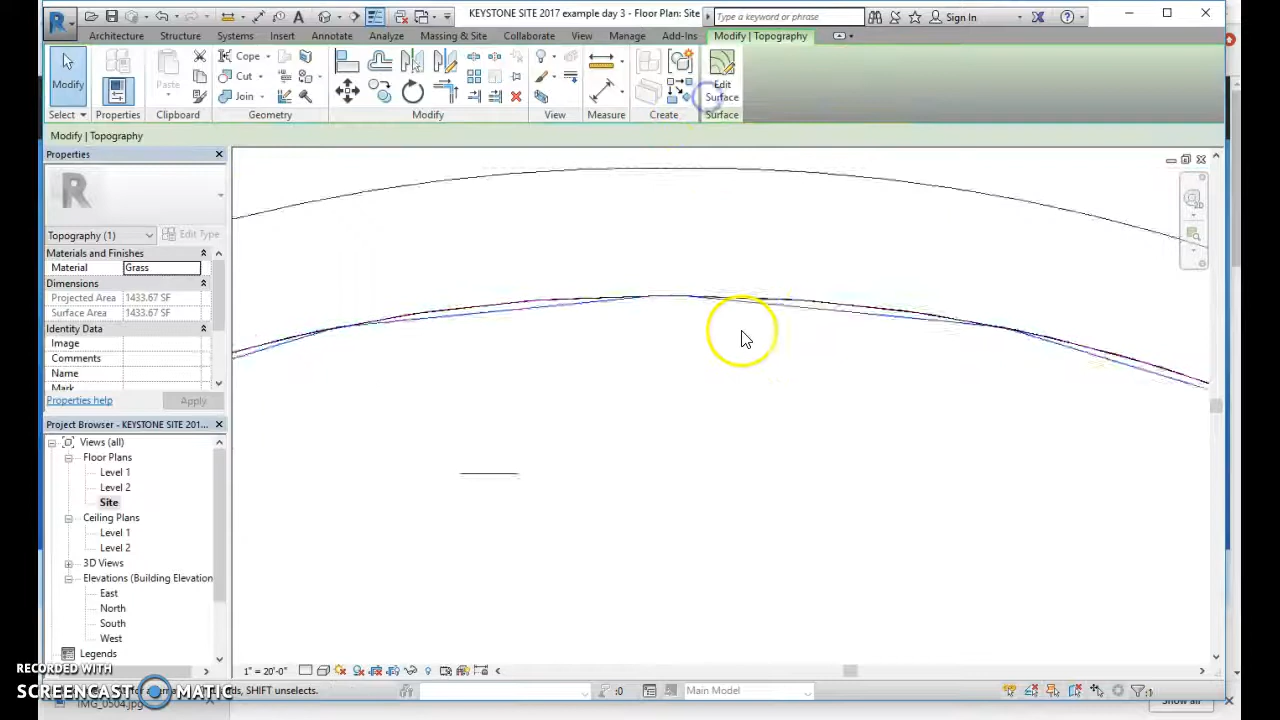 KEYSTONE SITE 2017 example day 3 - Floor Plan: Site
Type a keyword or phrase
Sign In
Architecture Structure Systems Insert Annotate Analyze Massing & Site Collaborate View Manage Add-Ins Modify | Topography
Modify
Paste
Cope
Cut
Join
Edit
Surface
Select Properties Clipboard Geometry Modify View Measure Create Surface
Modify | Topography
Properties
R
Topography (1)
Edit Type
Materials and Finishes
Material Grass
Dimensions
Projected Area 1433.67 SF
Surface Area 1433.67 SF
Identity Data
Image
Comments
Name
Mark
Properties help
Apply
Project Browser - KEYSTONE SITE 201...
Views (all)
Floor Plans
Level 1
Level 2
Site
Ceiling Plans
Level 1
Level 2
3D Views
Elevations (Building Elevation
East
North
South
West
Legends
1" = 20'-0"
RECORDED WITH
SCREENCAST MATIC
SHIFT unselects.
:0
Main Model
:1
IMG_0504.jpg
Show all